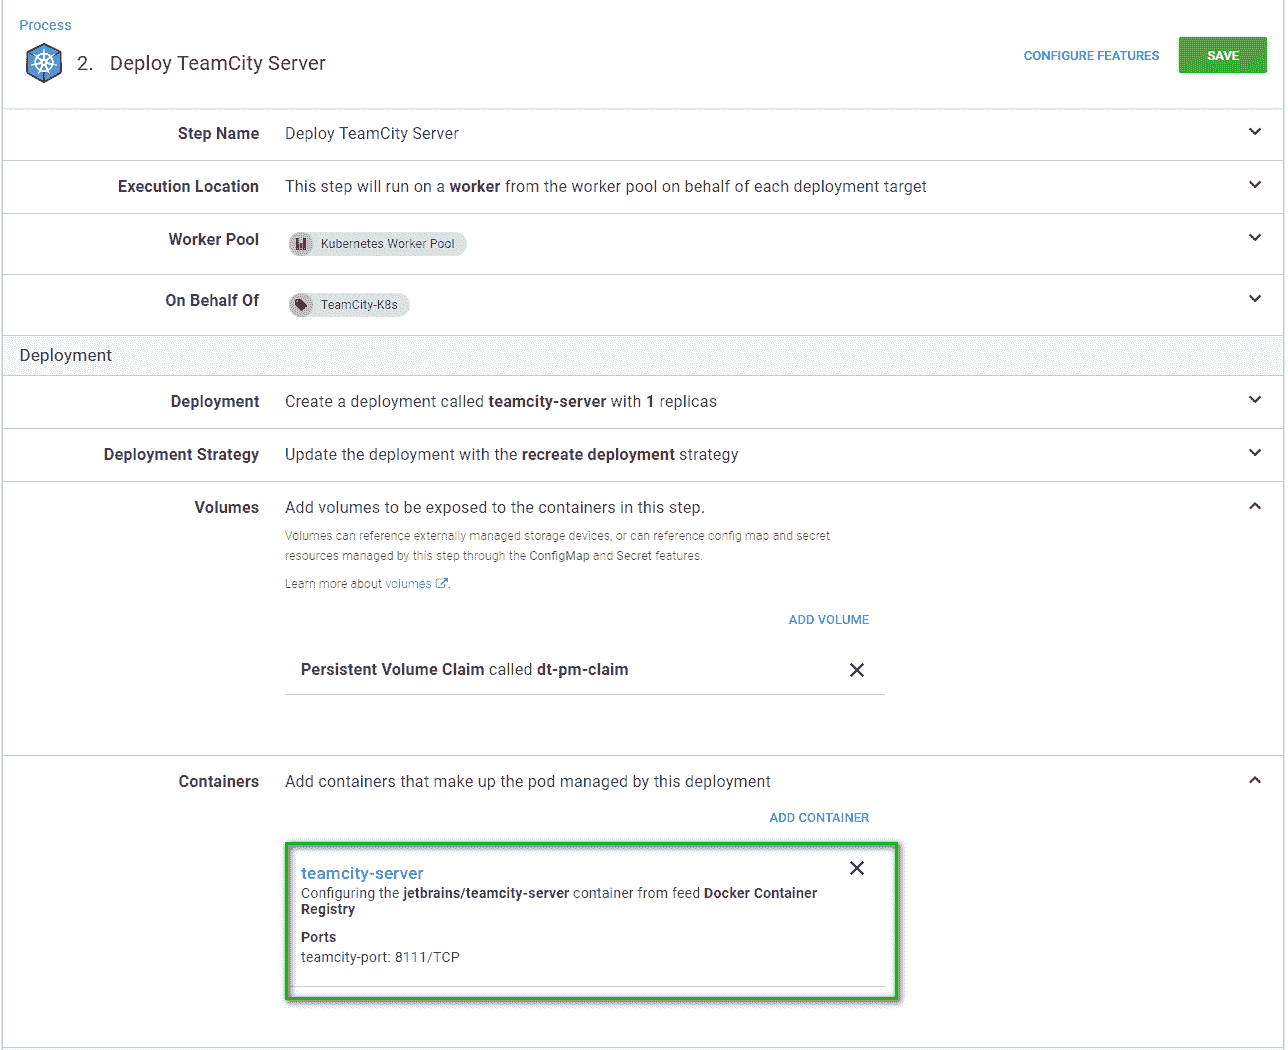 Process
2. Deploy TeamCity Server
CONFIGURE FEATURES
SAVE
Step Name
Deploy TeamCity Server
Execution Location
This step will run on a worker from the worker pool on behalf of each deployment target
Worker Pool
Kubernetes Worker Pool
On Behalf Of
TeamCity-K8s
Deployment
Deployment
Create a deployment called teamcity-server with 1 replicas
Deployment Strategy
Update the deployment with the recreate deployment strategy
Volumes
Add volumes to be exposed to the containers in this step.
Volumes can reference externally managed storage devices, or can reference config map and secret
resources managed by this step through the ConfigMap and Secret features.
Learn more about volumes.
ADD VOLUME
Persistent Volume Claim called dt-pm-claim
Containers
Add containers that make up the pod managed by this deployment
ADD CONTAINER
teamcity-server
Configuring the jetbrains/teamcity-server container from feed Docker Container
Registry
Ports
teamcity-port: 8111/TCP